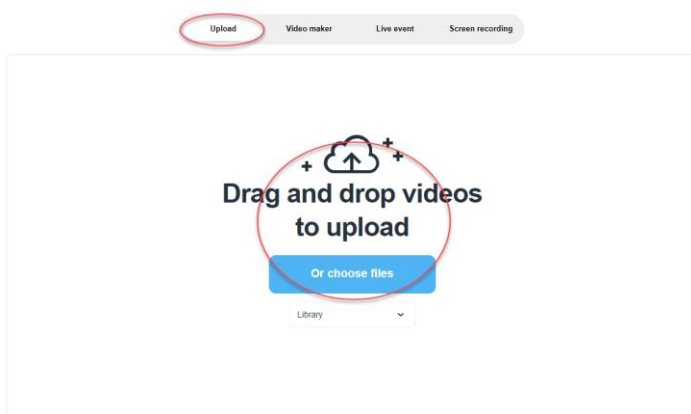 Upload Video maker Live event Screen recording
Drag and drop videos
to upload
Or choose files
Library